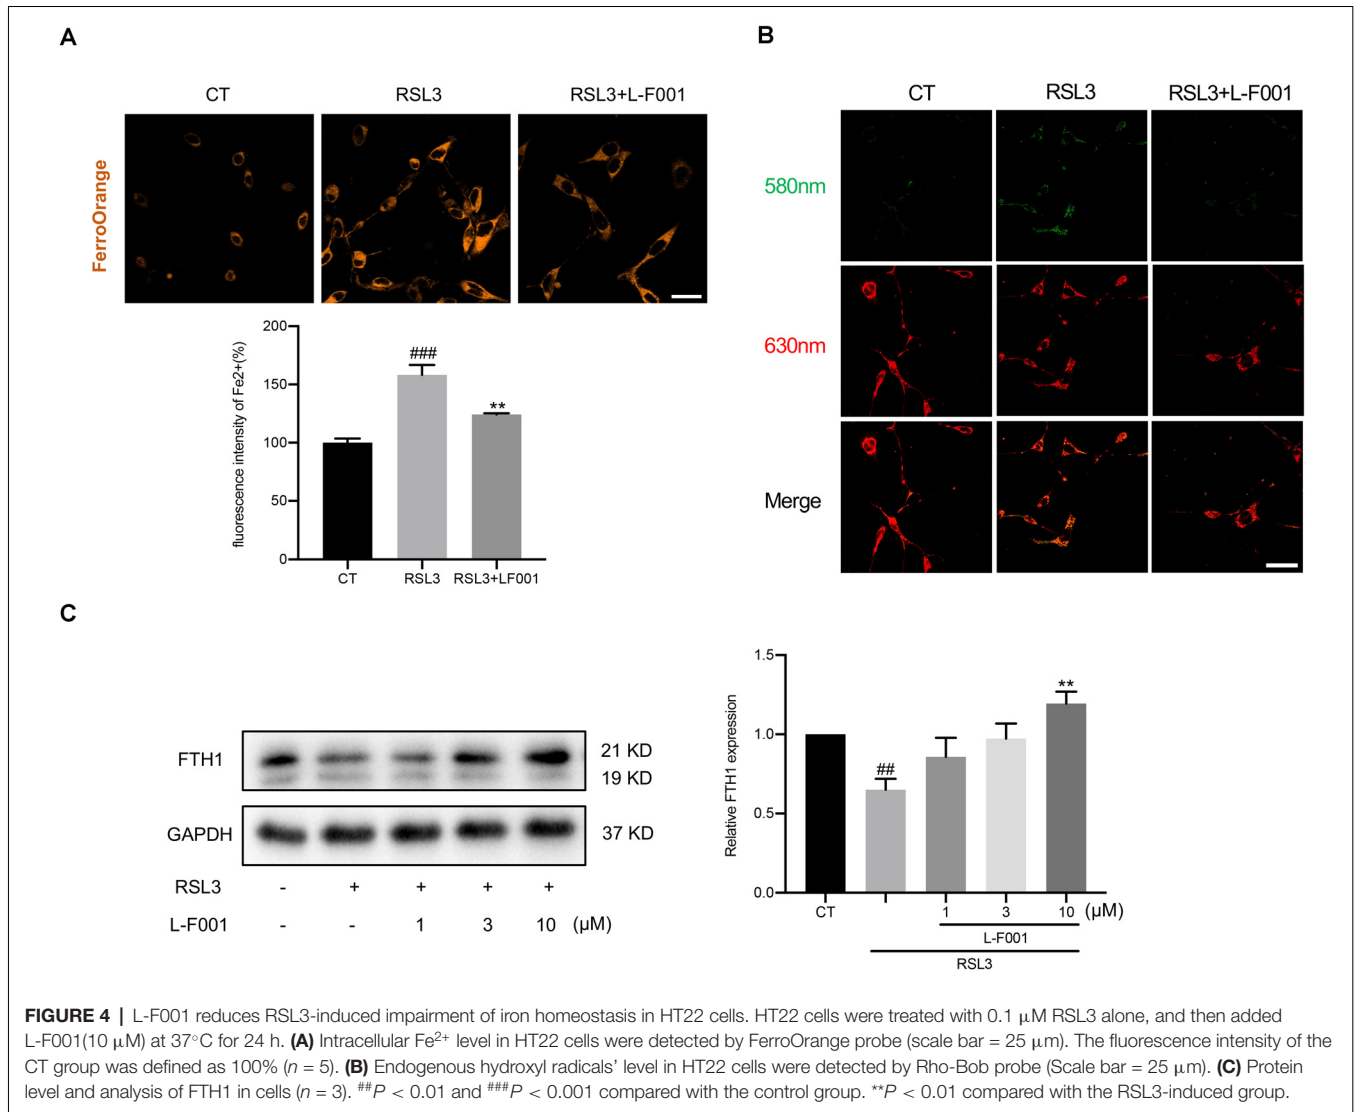 A
CT RSL3 RSL3+L-F001
FerroOrange
200
150
100
50
0
fluorescence intensity of Fe2+(%)
###
**
CT RSL3 RSL3+LF001
B
CT RSL3 RSL3+L-F001
580nm
630nm
Merge
C
FTH1
21 KD
19 KD
GAPDH
37 KD
RSL3 - + + + +
L-F001 - - 1 3 10 (μM)
1.5
1.0
0.5
0.0
Relative FTH1 expression
##
**
CT 1 3 10 (μM)
L-F001
RSL3
FIGURE 4 | L-F001 reduces RSL3-induced impairment of iron homeostasis in HT22 cells. HT22 cells were treated with 0.1 μM RSL3 alone, and then added
L-F001(10 μM) at 37°C for 24 h. (A) Intracellular Fe²⁺ level in HT22 cells were detected by FerroOrange probe (scale bar = 25 μm). The fluorescence intensity of the
CT group was defined as 100% (n = 5). (B) Endogenous hydroxyl radicals’ level in HT22 cells were detected by Rho-Bob probe (Scale bar = 25 μm). (C) Protein
level and analysis of FTH1 in cells (n = 3). ##P < 0.01 and ###P < 0.001 compared with the control group. **P < 0.01 compared with the RSL3-induced group.